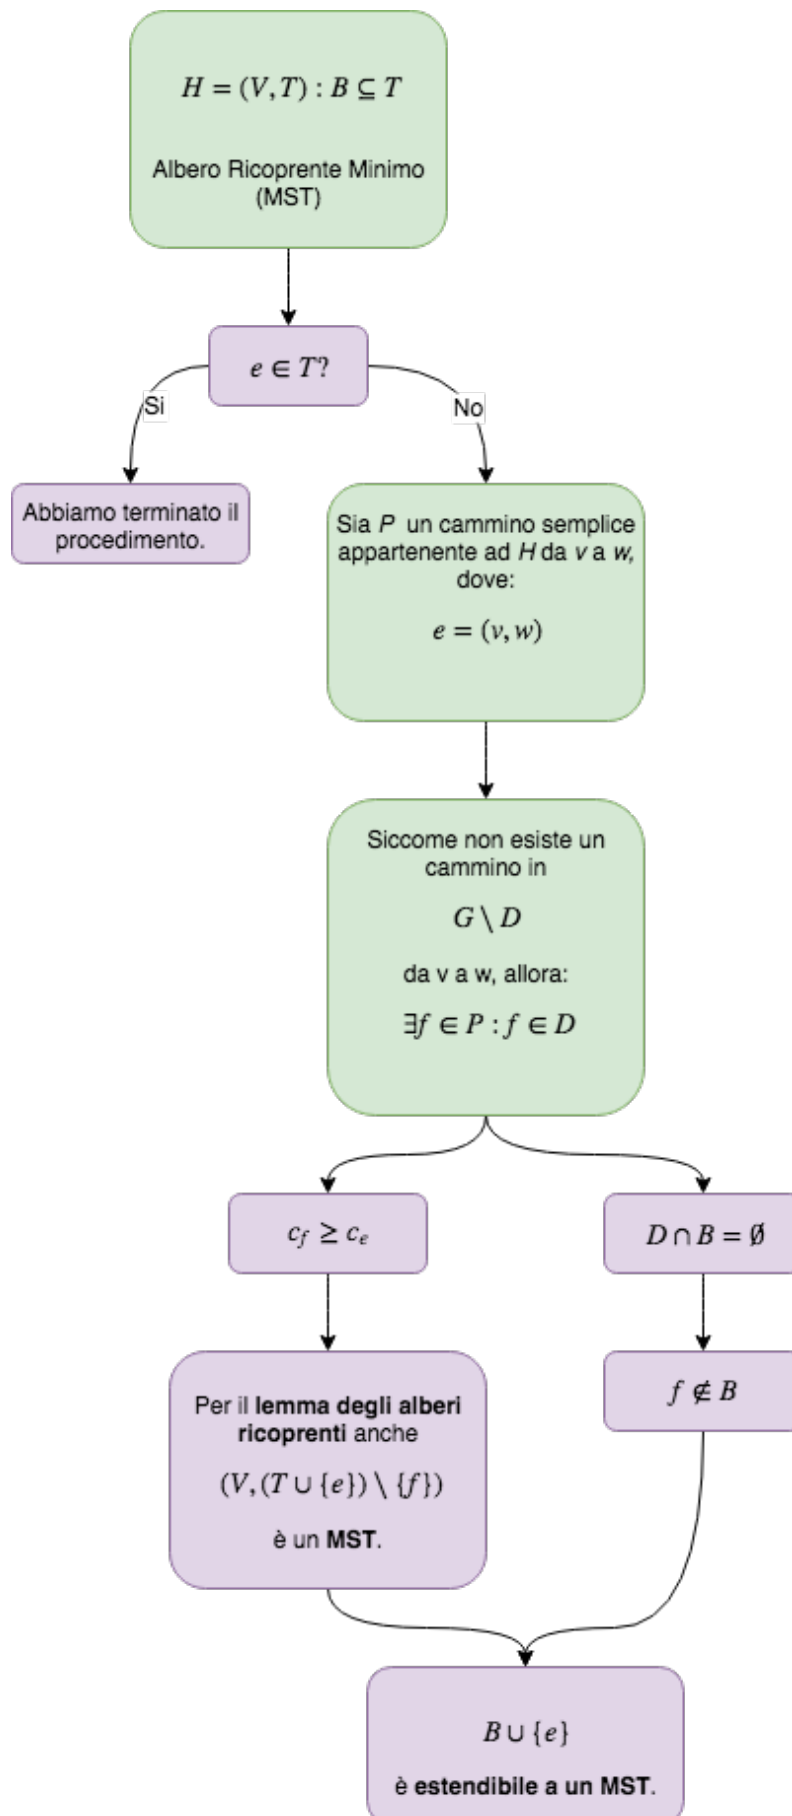 H = (V, T) : B ⊆ T
Albero Ricoprente Minimo
(MST)
e ∈ T?
Si
No
Abbiamo terminato il
procedimento.
Sia P un cammino semplice
appartenente ad H da v a w,
dove:
e = (v, w)
Siccome non esiste un
cammino in
G \ D
da v a w, allora:
∃f ∈ P : f ∈ D
c_f ≥ c_e
D ∩ B = ∅
Per il lemma degli alberi
ricoprenti anche
(V, (T ∪ {e}) \ {f})
è un MST.
f ∉ B
B ∪ {e}
è estendibile a un MST.